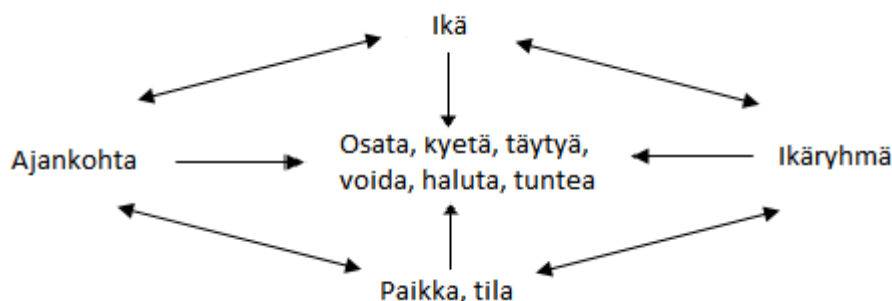 Ikä
Ajankohta
Osata, kyetä, täytyä,
voida, haluta, tuntea
Ikäryhmä
Paikka, tila